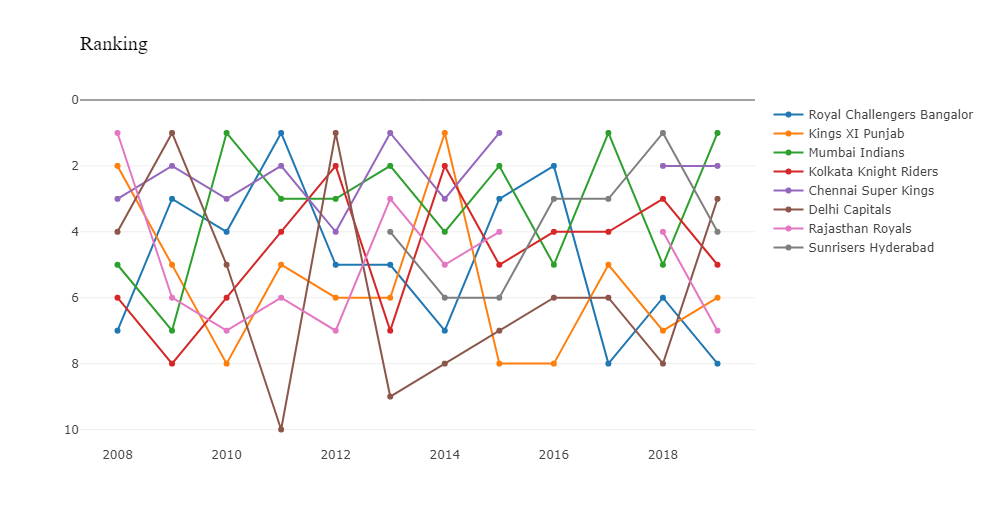 Ranking
0
2
4
6
8
10
2008
2010
2012
2014
2016
2018
Royal Challengers Bangalor
Kings XI Punjab
Mumbai Indians
Kolkata Knight Riders
Chennai Super Kings
Delhi Capitals
Rajasthan Royals
Sunrisers Hyderabad